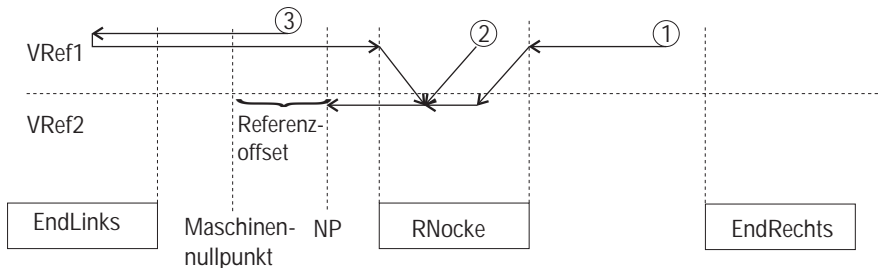 ③
②
①
VRef1
VRef2
Referenz-
offset
EndLinks
Maschinen-
nullpunkt
NP
RNocke
EndRechts